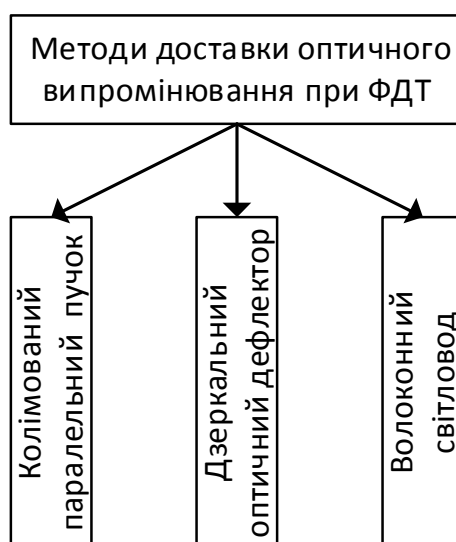 Методи доставки оптичного
випромінювання при ФДТ
Колімований
паралельний пучок
Дзеркальний
оптичний дефлектор
Волоконний
світловод